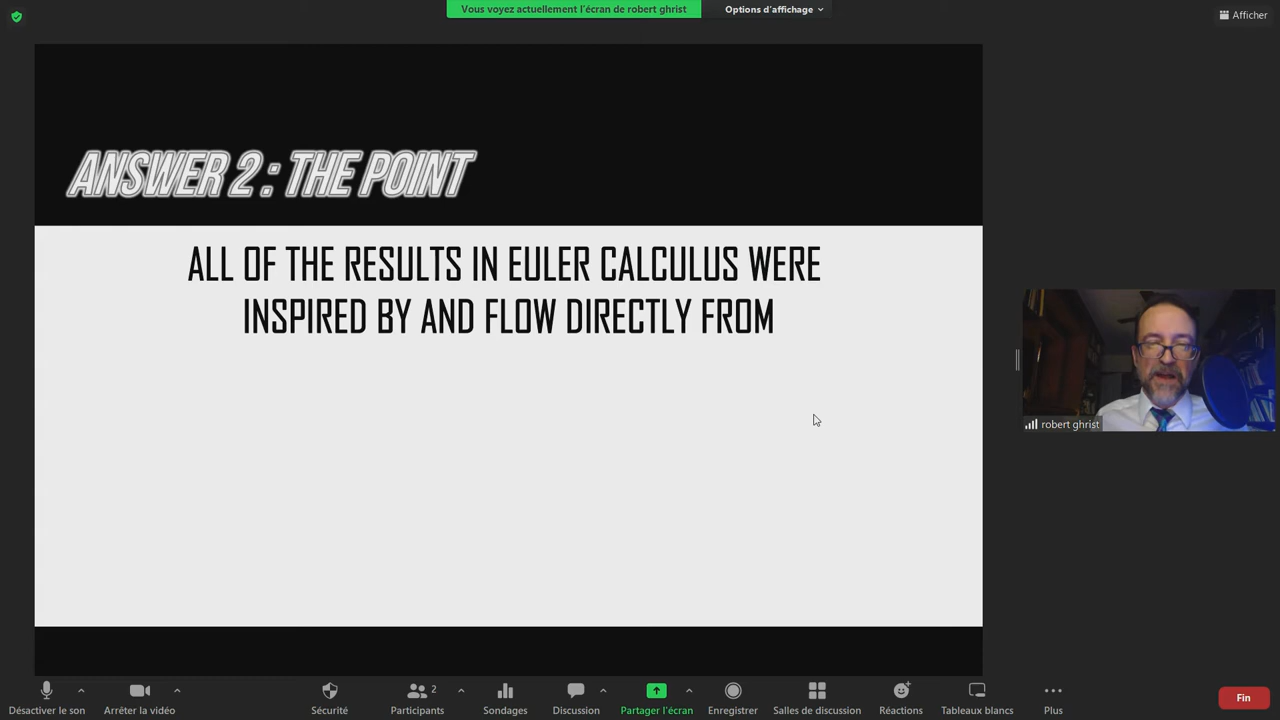 Vous voyez actuellement l'écran de robert ghrist
Options d'affichage
Afficher
ANSWER 2 : THE POINT
ALL OF THE RESULTS IN EULER CALCULUS WERE
INSPIRED BY AND FLOW DIRECTLY FROM
robert ghrist
2
Désactiver le son
Arrêter la vidéo
Sécurité
Participants
Sondages
Discussion
Partager l'écran
Enregistrer
Salles de discussion
Réactions
Tableaux blancs
Plus
Fin